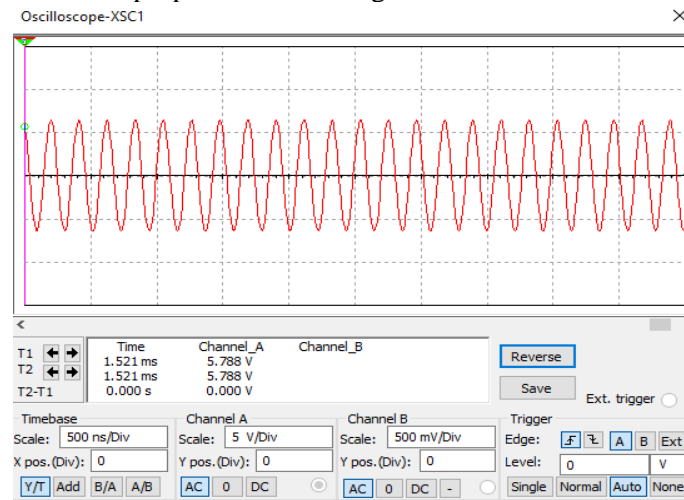 Oscilloscope-XSC1
Time Channel_A Channel_B
T1 1.521 ms 5.788 V
T2 1.521 ms 5.788 V
T2-T1 0.000 s 0.000 V
Reverse
Save
Ext. trigger
Timebase
Scale: 500 ns/Div
X pos.(Div): 0
Y/T Add B/A A/B
Channel A
Scale: 5 V/Div
Y pos.(Div): 0
AC 0 DC
Channel B
Scale: 500 mV/Div
Y pos.(Div): 0
AC 0 DC -
Trigger
Edge: A B Ext
Level: 0 V
Single Normal Auto None